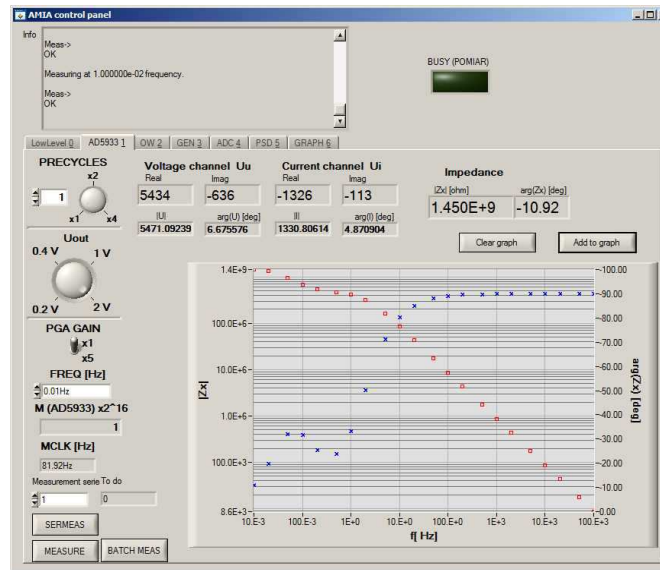 AMIA control panel
Info
Meas->
OK
Measuring at 1.000000e-02 frequency.
Meas->
OK
BUSY (POMIAR)
LowLevel 0 AD5933 1 OW 2 GEN 3 ADC 4 PSD 5 GRAPH 6
PRECYCLES
x2
1
x1 x4
Voltage channel Uu
Real Imag
5434 -636
|U| arg(U) [deg]
5471.09239 6.675576
Current channel Ui
Real Imag
-1326 -113
|I| arg(I) [deg]
1330.80614 4.870904
Impedance
|Zx| [ohm] arg(Zx) [deg]
1.450E+9 -10.92
Clear graph Add to graph
Uout
0.4 V 1 V
0.2 V 2 V
PGA GAIN
x1
x5
FREQ [Hz]
0.01Hz
M (AD5933) x2^16
1
MCLK [Hz]
81.92Hz
Measurement serie To do
1 0
SERMEAS
MEASURE BATCH MEAS
|Zx|
1.4E+9
100.0E+6
10.0E+6
1.0E+6
100.0E+3
8.6E+3
10.E-3 100.E-3 1E+0 10.E+0 100.E+0 1E+3 10.E+3 100.E+3
f[ Hz]
-100.00
-90.00
-80.00
-70.00
-60.00
-50.00
-40.00
-30.00
-20.00
-10.00
-0.00
arg(Zx) [deg]